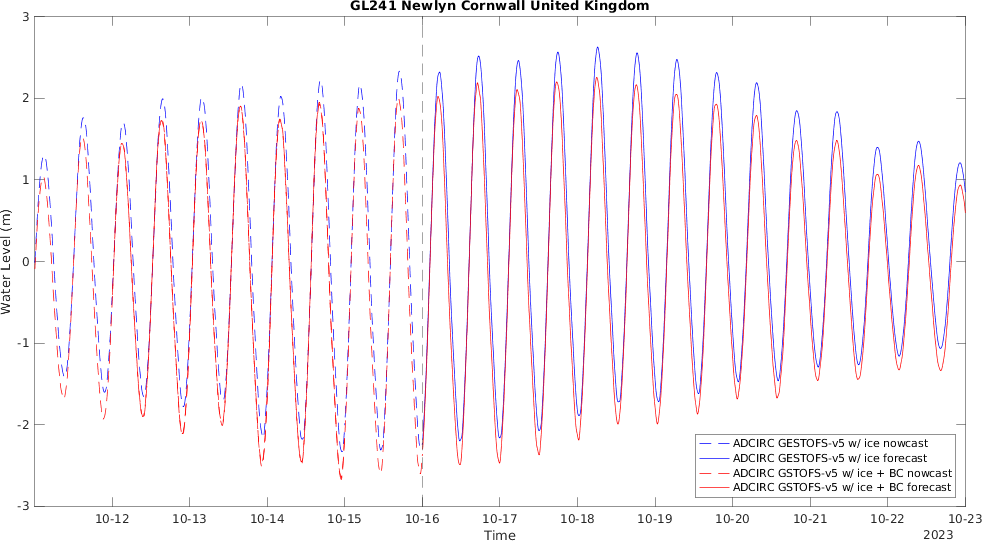 GL241 Newlyn Cornwall United Kingdom
3
2
1
0
-1
-2
-3
Water Level (m)
ADCIRC GESTOFS-v5 w/ ice nowcast
ADCIRC GESTOFS-v5 w/ ice forecast
ADCIRC GSTOFS-v5 w/ ice + BC nowcast
ADCIRC GSTOFS-v5 w/ ice + BC forecast
10-12 10-13 10-14 10-15 10-16 10-17 10-18 10-19 10-20 10-21 10-22 10-23
Time
2023